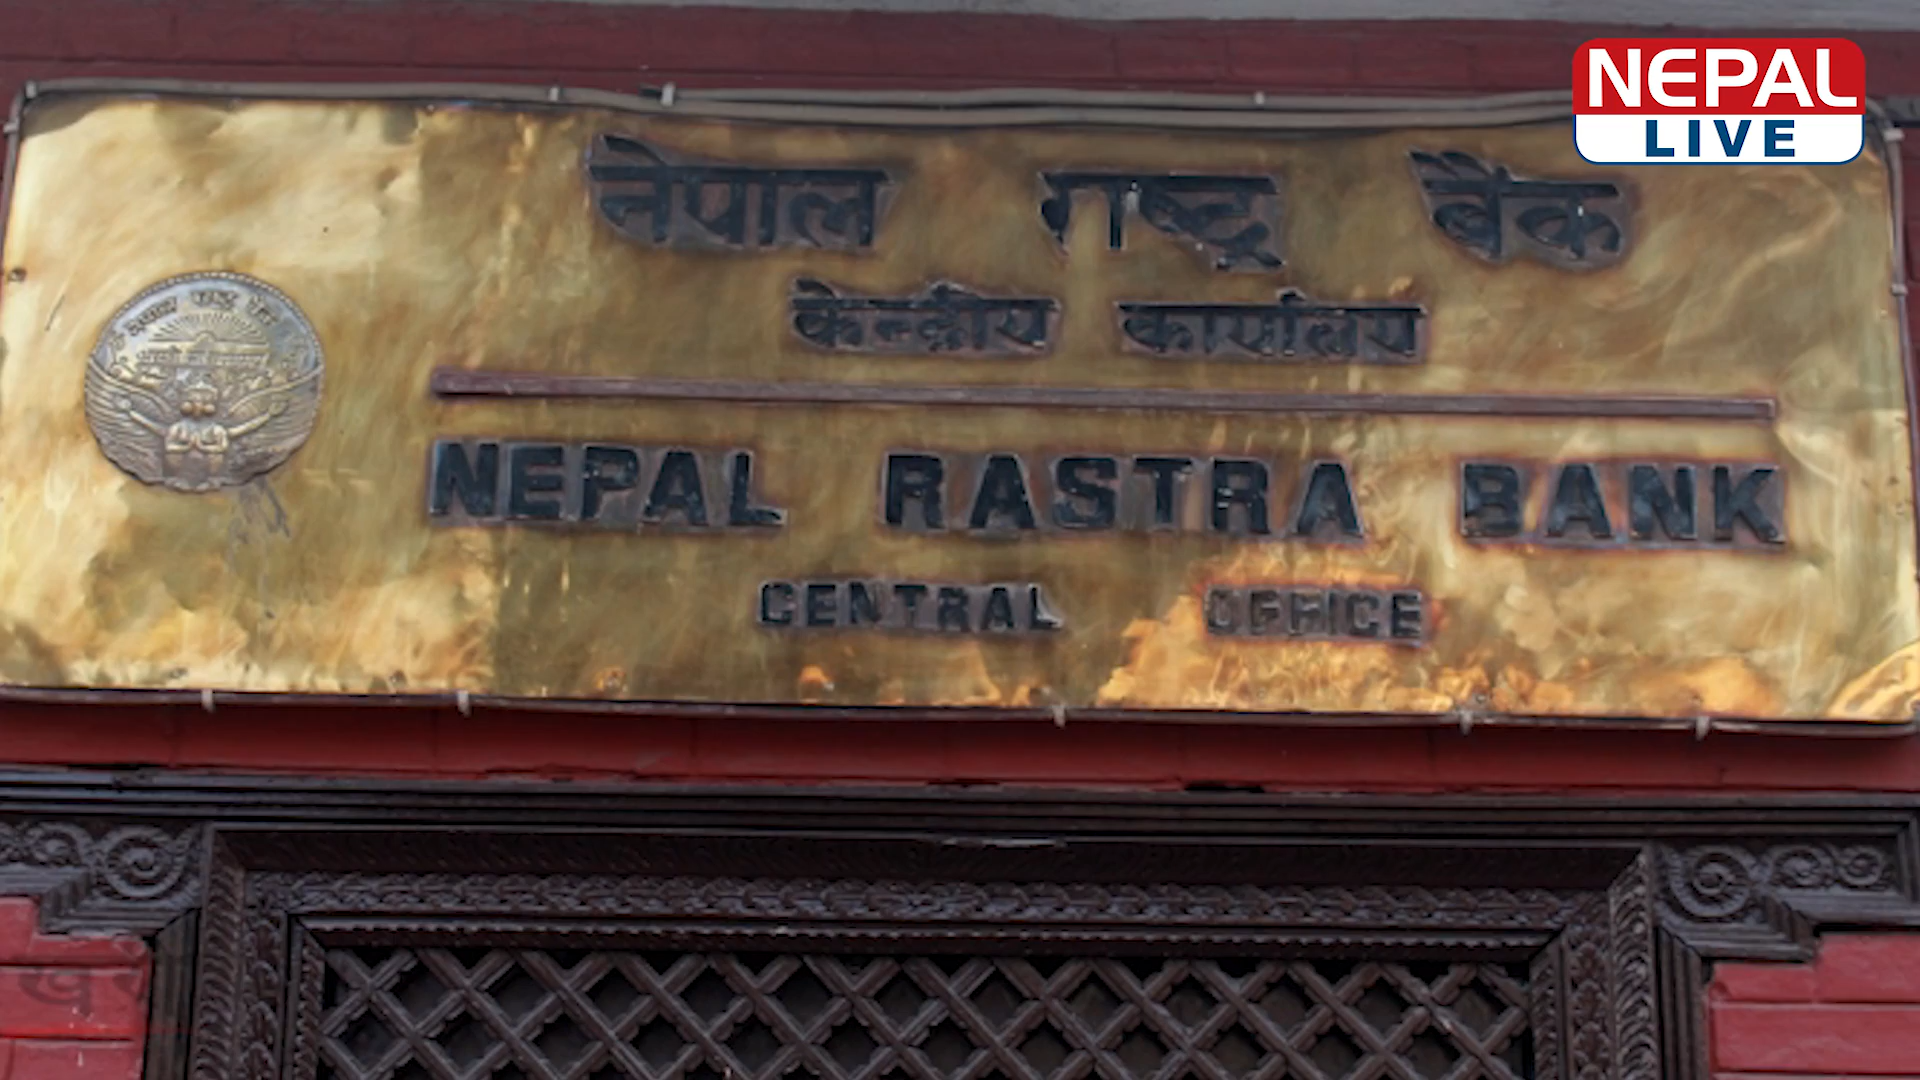 NEPAL
LIVE
नेपाल राष्ट्र बैंक
केन्द्रीय कार्यालय
NEPAL RASTRA BANK
CENTRAL OFFICE